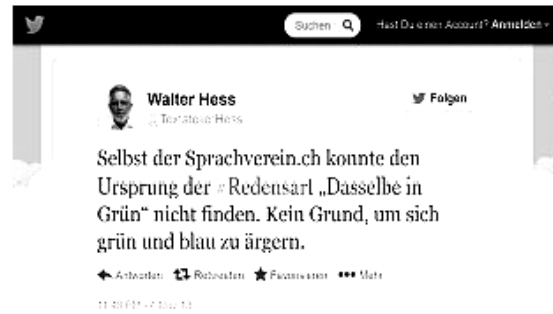 Suchen
Hast Du einen Account? Anmelden
Walter Hess
Folgen
Selbst der Sprachverein.ch konnte den
Ursprung der #Redensart „Dasselbe in
Grün“ nicht finden. Kein Grund, um sich
grün und blau zu ärgern.
Antworten Retweeten Favorisieren Mehr